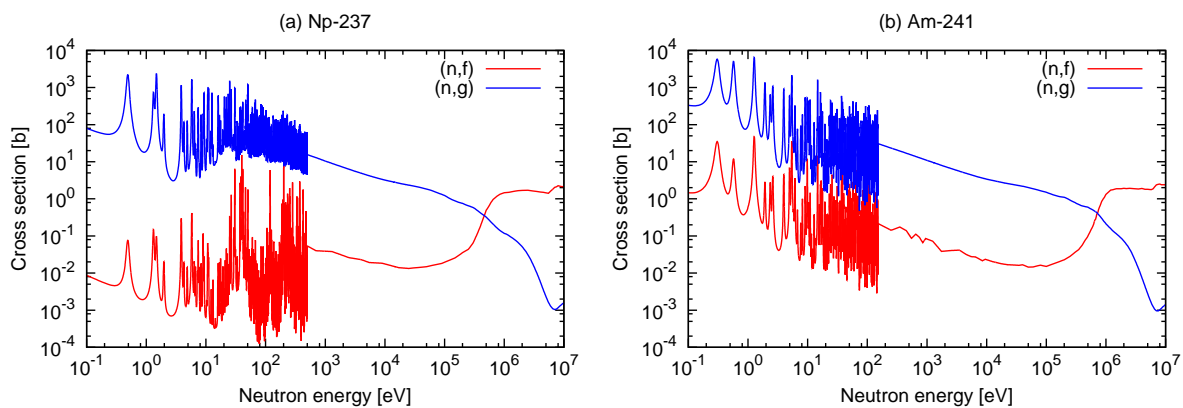 (a) Np-237
Cross section [b]
10^4
10^3
10^2
10^1
10^0
10^-1
10^-2
10^-3
10^-4
(n,f)
(n,g)
10^-1 10^0 10^1 10^2 10^3 10^4 10^5 10^6 10^7
Neutron energy [eV]
(b) Am-241
Cross section [b]
10^4
10^3
10^2
10^1
10^0
10^-1
10^-2
10^-3
10^-4
(n,f)
(n,g)
10^-1 10^0 10^1 10^2 10^3 10^4 10^5 10^6 10^7
Neutron energy [eV]